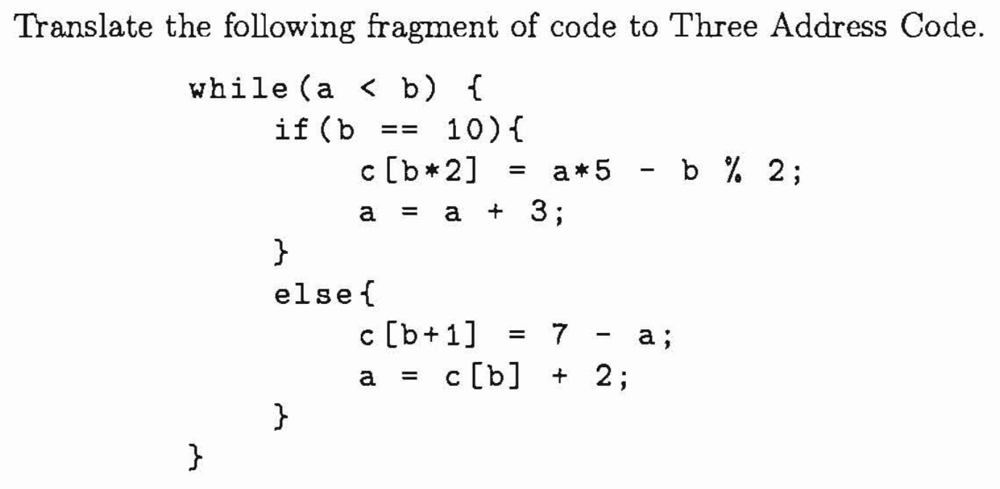 Translate the following fragment of code to Three Address Code.
while(a < b) {
if(b == 10){
c[b*2] = a*5 - b % 2;
a = a + 3;
}
else{
c[b+1] = 7 - a;
a = c[b] + 2;
}
}